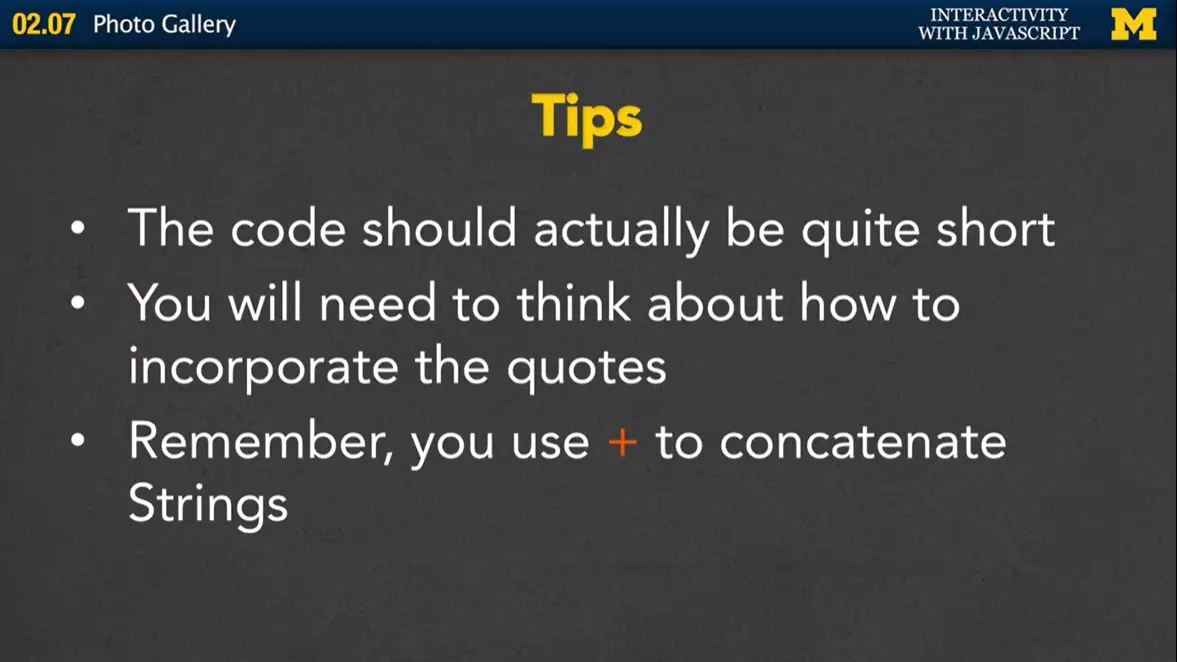 02.07 Photo Gallery
INTERACTIVITY
WITH JAVASCRIPT
M
Tips
• The code should actually be quite short
• You will need to think about how to
incorporate the quotes
• Remember, you use + to concatenate
Strings